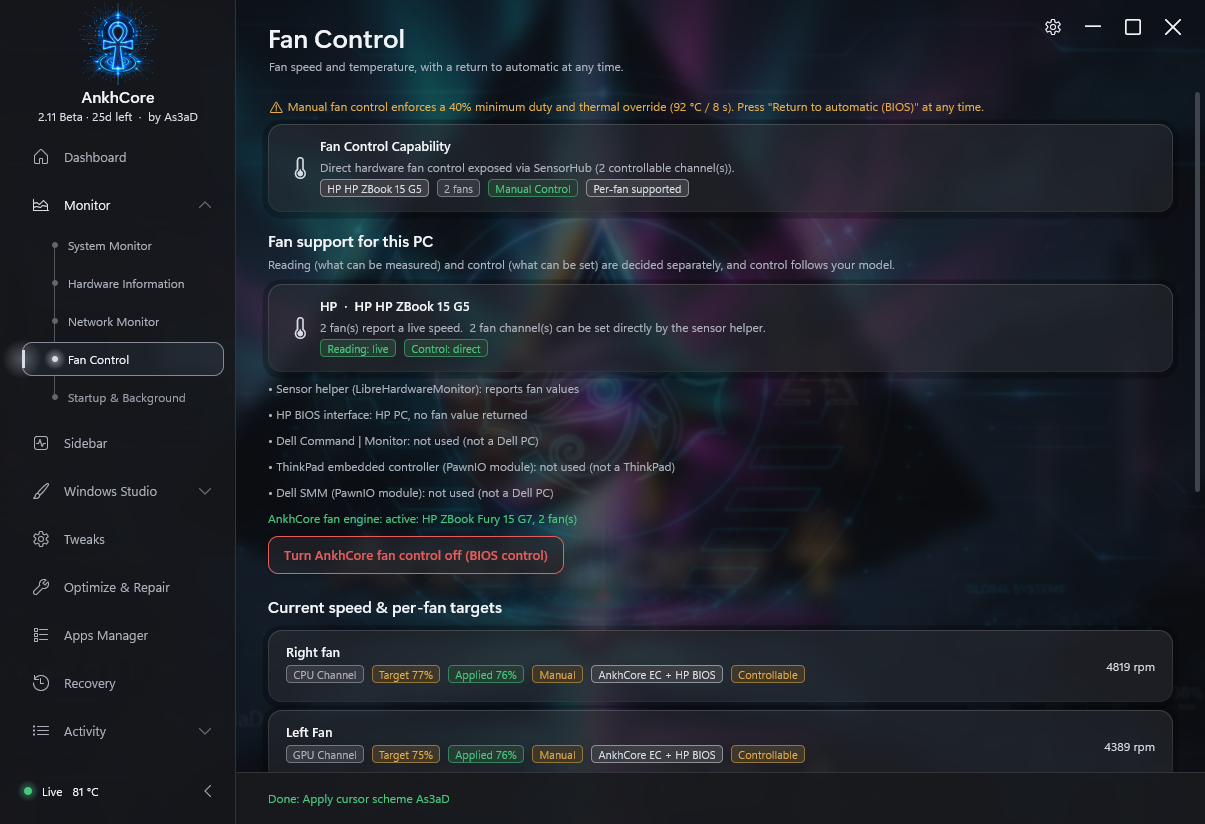 AnkhCore
2.11 Beta · 25d left · by As3aD
Dashboard
Monitor
System Monitor
Hardware Information
Network Monitor
Fan Control
Startup & Background
Sidebar
Windows Studio
Tweaks
Optimize & Repair
Apps Manager
Recovery
Activity
Live 81 °C
Fan Control
Fan speed and temperature, with a return to automatic at any time.
Manual fan control enforces a 40% minimum duty and thermal override (92 °C / 8 s). Press "Return to automatic (BIOS)" at any time.
Fan Control Capability
Direct hardware fan control exposed via SensorHub (2 controllable channel(s)).
HP HP ZBook 15 G5 2 fans Manual Control Per-fan supported
Fan support for this PC
Reading (what can be measured) and control (what can be set) are decided separately, and control follows your model.
HP · HP HP ZBook 15 G5
2 fan(s) report a live speed. 2 fan channel(s) can be set directly by the sensor helper.
Reading: live Control: direct
• Sensor helper (LibreHardwareMonitor): reports fan values
• HP BIOS interface: HP PC, no fan value returned
• Dell Command | Monitor: not used (not a Dell PC)
• ThinkPad embedded controller (PawnIO module): not used (not a ThinkPad)
• Dell SMM (PawnIO module): not used (not a Dell PC)
AnkhCore fan engine: active: HP ZBook Fury 15 G7, 2 fan(s)
Turn AnkhCore fan control off (BIOS control)
GLOBAL SYSTEMS
Current speed & per-fan targets
Right fan
CPU Channel Target 77% Applied 76% Manual AnkhCore EC + HP BIOS Controllable
4819 rpm
Left Fan
GPU Channel Target 75% Applied 76% Manual AnkhCore EC + HP BIOS Controllable
4389 rpm
Done: Apply cursor scheme As3aD